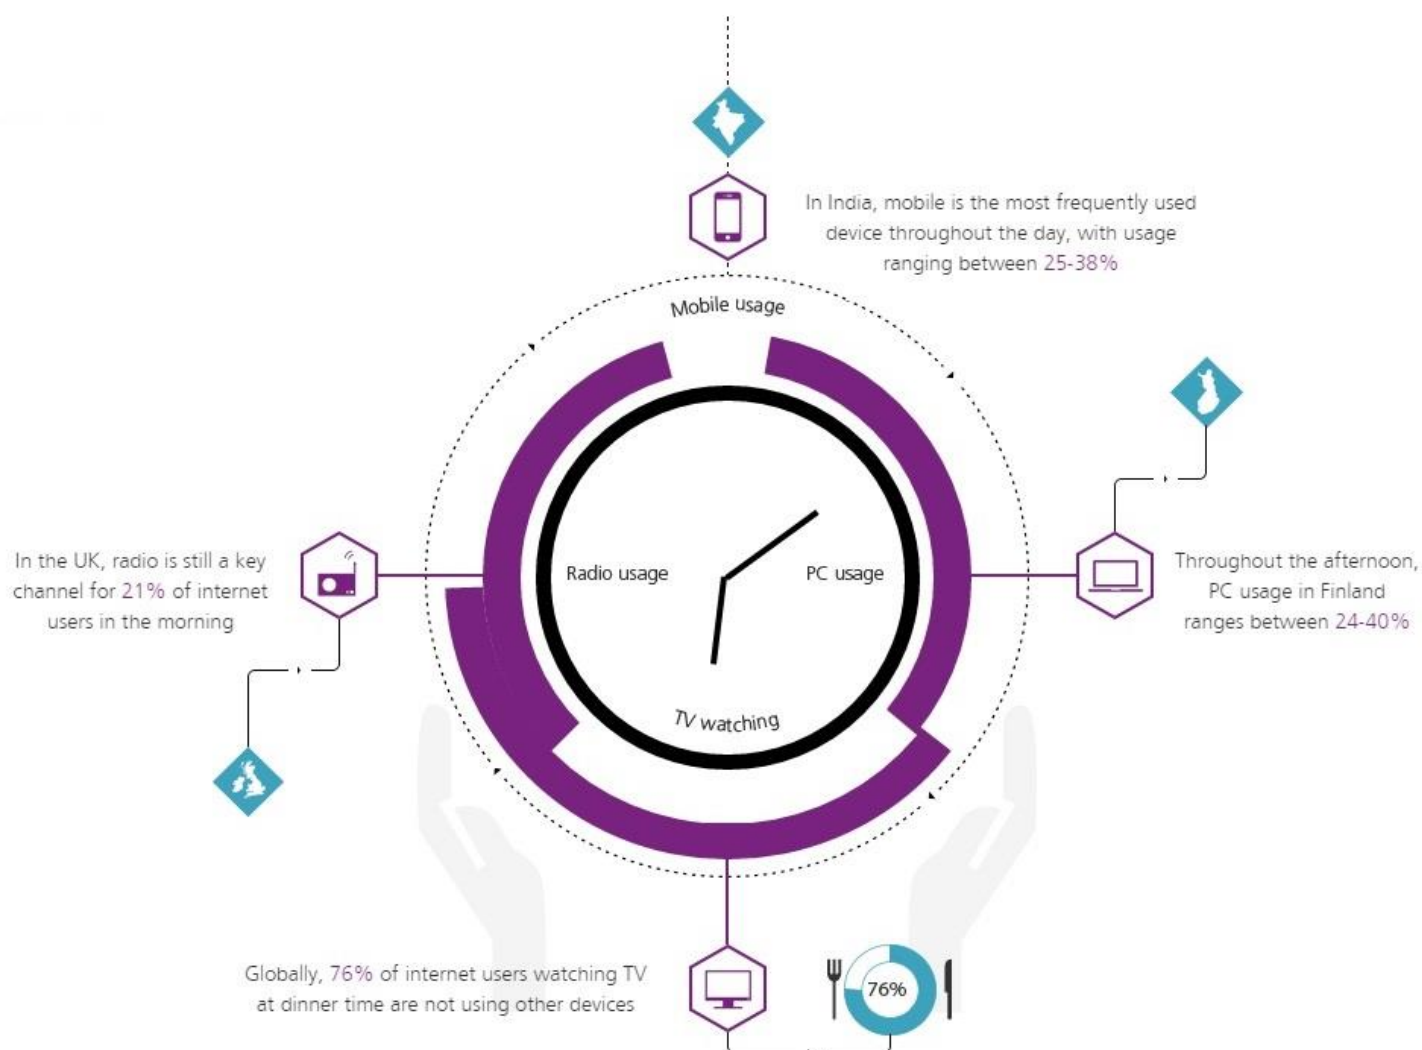 In India, mobile is the most frequently used
device throughout the day, with usage
ranging between 25-38%
Mobile usage
In the UK, radio is still a key
channel for 21% of internet
users in the morning
Radio usage
PC usage
Throughout the afternoon,
PC usage in Finland
ranges between 24-40%
TV watching
Globally, 76% of internet users watching TV
at dinner time are not using other devices
76%